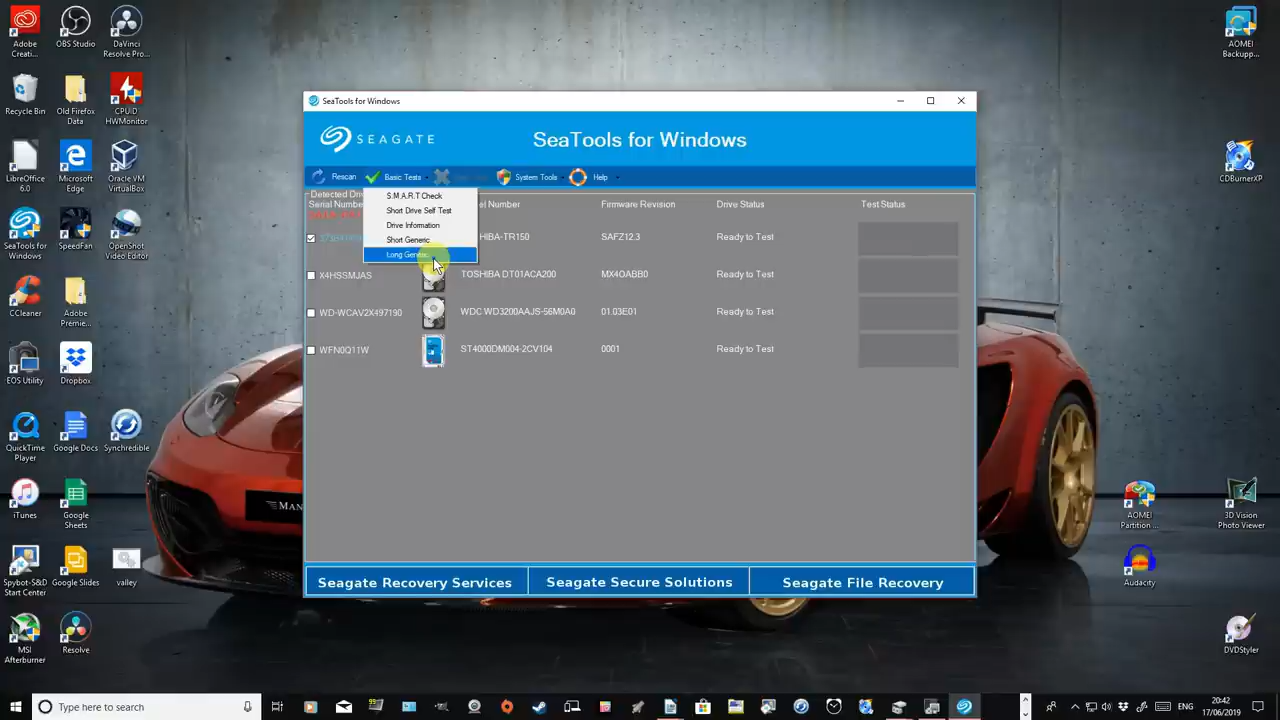 Adobe Creati...
OBS Studio
DaVinci Resolve Pro...
AOMEI Backupp...
Recycle Bin
Old Firefox Data
CPUID HWMonitor
LibreOffice 6.0
Microsoft Edge
Oracle VM VirtualBox
CDBurnerXP
SeaTools for Windows
SpeedFan
OpenShot Video Editor
CCleaner
Adobe Premie...
EOS Utility
Dropbox
QuickTime Player
Google Docs
Synchredible
iTunes
Google Sheets
AOMEI Partition ...
3D Vision Photo Viewer
Spybot-S&D Start Center
Google Slides
valley
Audacity
MSI Afterburner
Resolve
DVDStyler
SeaTools for Windows
SEAGATE
SeaTools for Windows
Rescan
Basic Tests
System Tools
Help
S.M.A.R.T Check
Short Drive Self Test
Drive Information
Short Generic
Long Generic
Firmware Revision
Drive Status
Test Status
SAFZ12.3
Ready to Test
X4HSSMJAS
TOSHIBA DT01ACA200
MX4OABB0
Ready to Test
WD-WCAV2X497190
WDC WD3200AAJS-56M0A0
01.03E01
Ready to Test
WFN0Q11W
ST4000DM004-2CV104
0001
Ready to Test
Seagate Recovery Services
Seagate Secure Solutions
Seagate File Recovery
Type here to search
ENG
20:42
17/06/2019